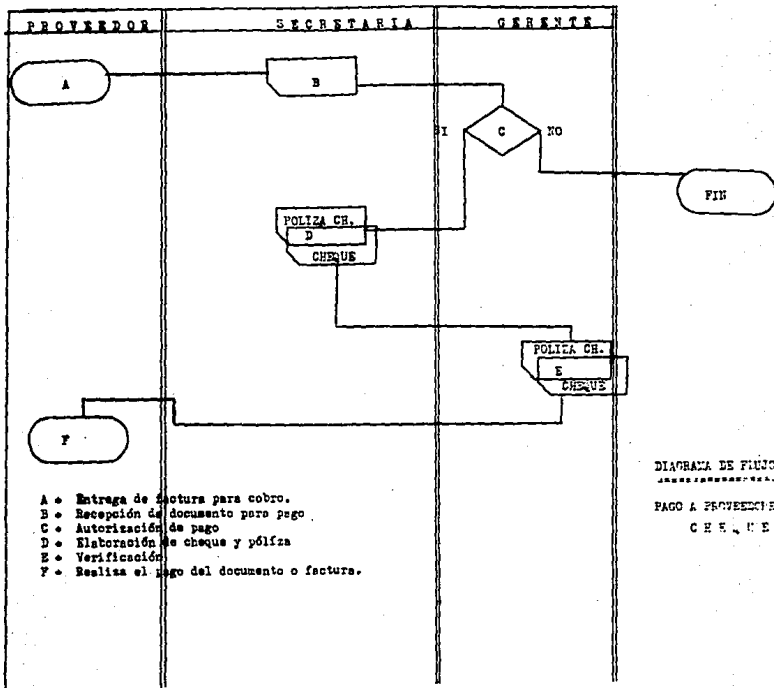 PROVEEDOR SECRETARIA GERENTE
A
B
C
SI NO
FIN
POLIZA CH.
D
CHEQUE
POLIZA CH.
E
CHEQUE
F
DIAGRAMA DE FLUJO
PAGO A PROVEEDORE
CHEQUE
A • Entrega de factura para cobro.
B • Recepción de documento para pago
C • Autorización de pago
D • Elaboración de cheque y póliza
E • Verificación
F • Realiza el pago del documento o factura.